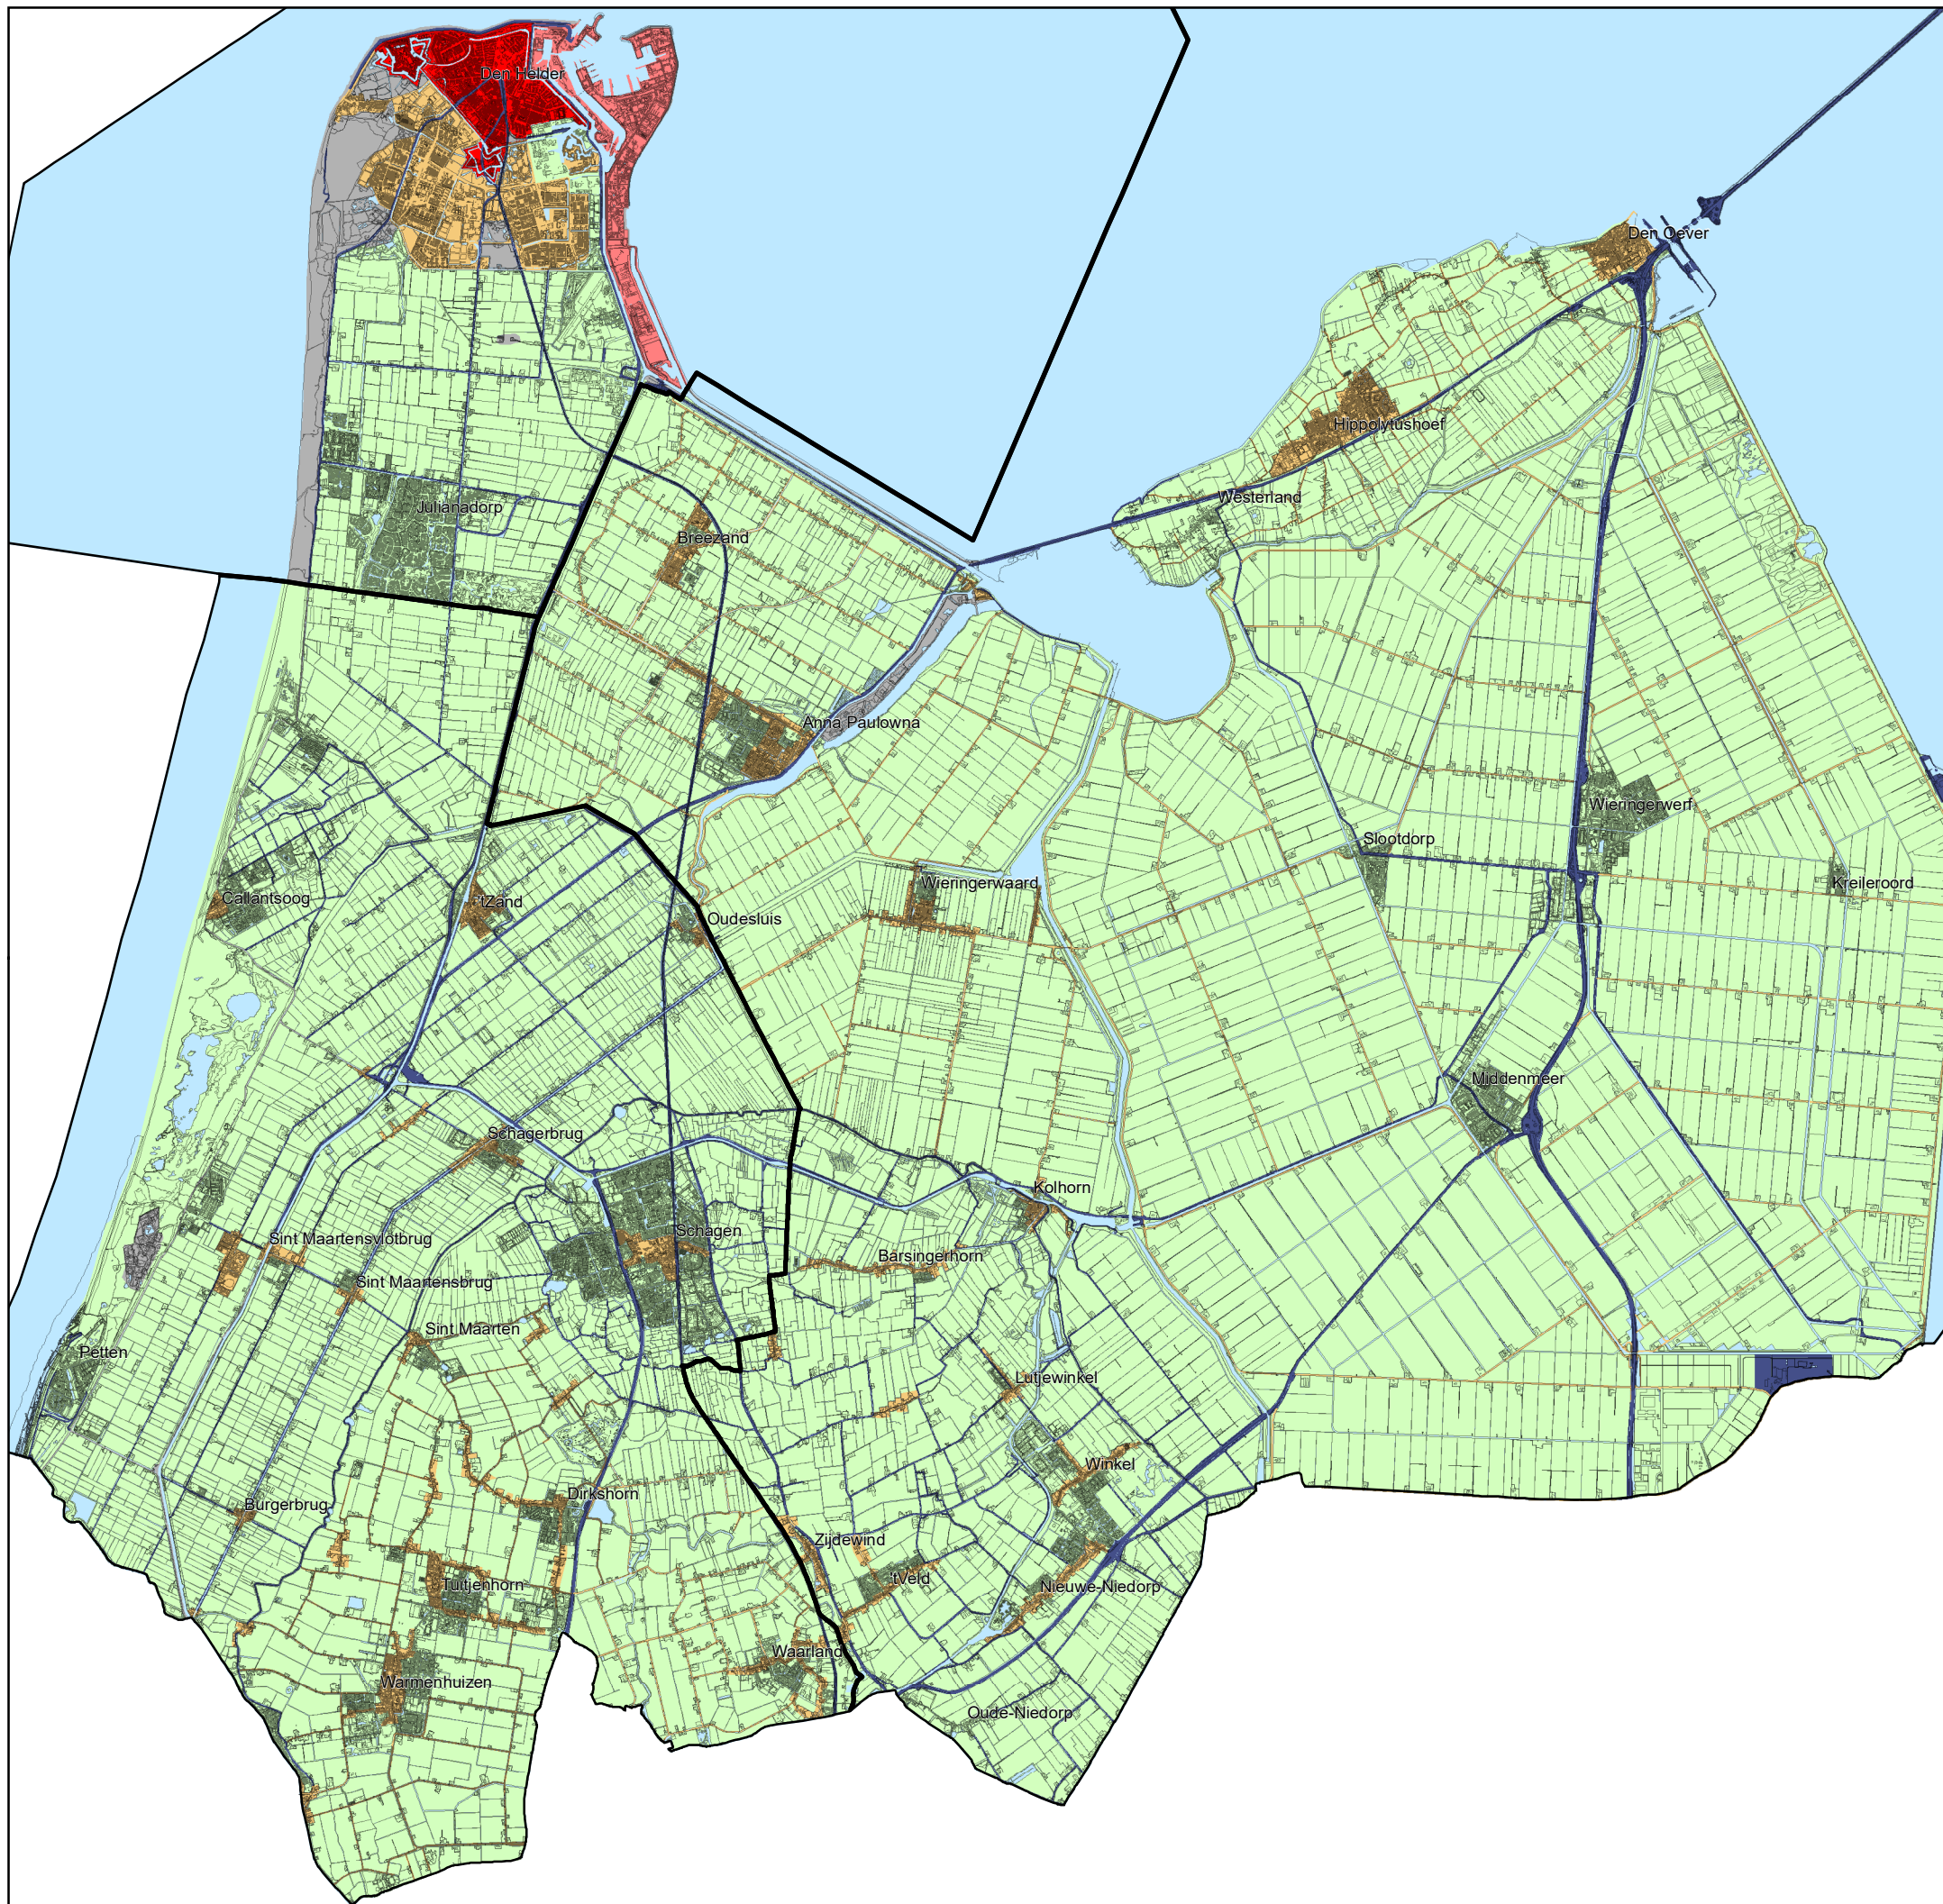 Den Helder
Den Oever
Hippolytushoef
Westerland
Julianadorp
Breezand
Anna Paulowna
Wieringerwerf
Slootdorp
Kreileroord
Wieringerwaard
Callantsoog
'tZand
Oudesluis
Middenmeer
Schagerbrug
Kolhorn
Schagen
Sint Maartensvlotbrug
Barsingerhorn
Sint Maartensbrug
Sint Maarten
Petten
Lutjewinkel
Winkel
Dirkshorn
Burgerbrug
Zijdewind
'tVeld
Tuitjenhorn
Nieuwe-Niedorp
Waarland
Warmenhuizen
Oude-Niedorp